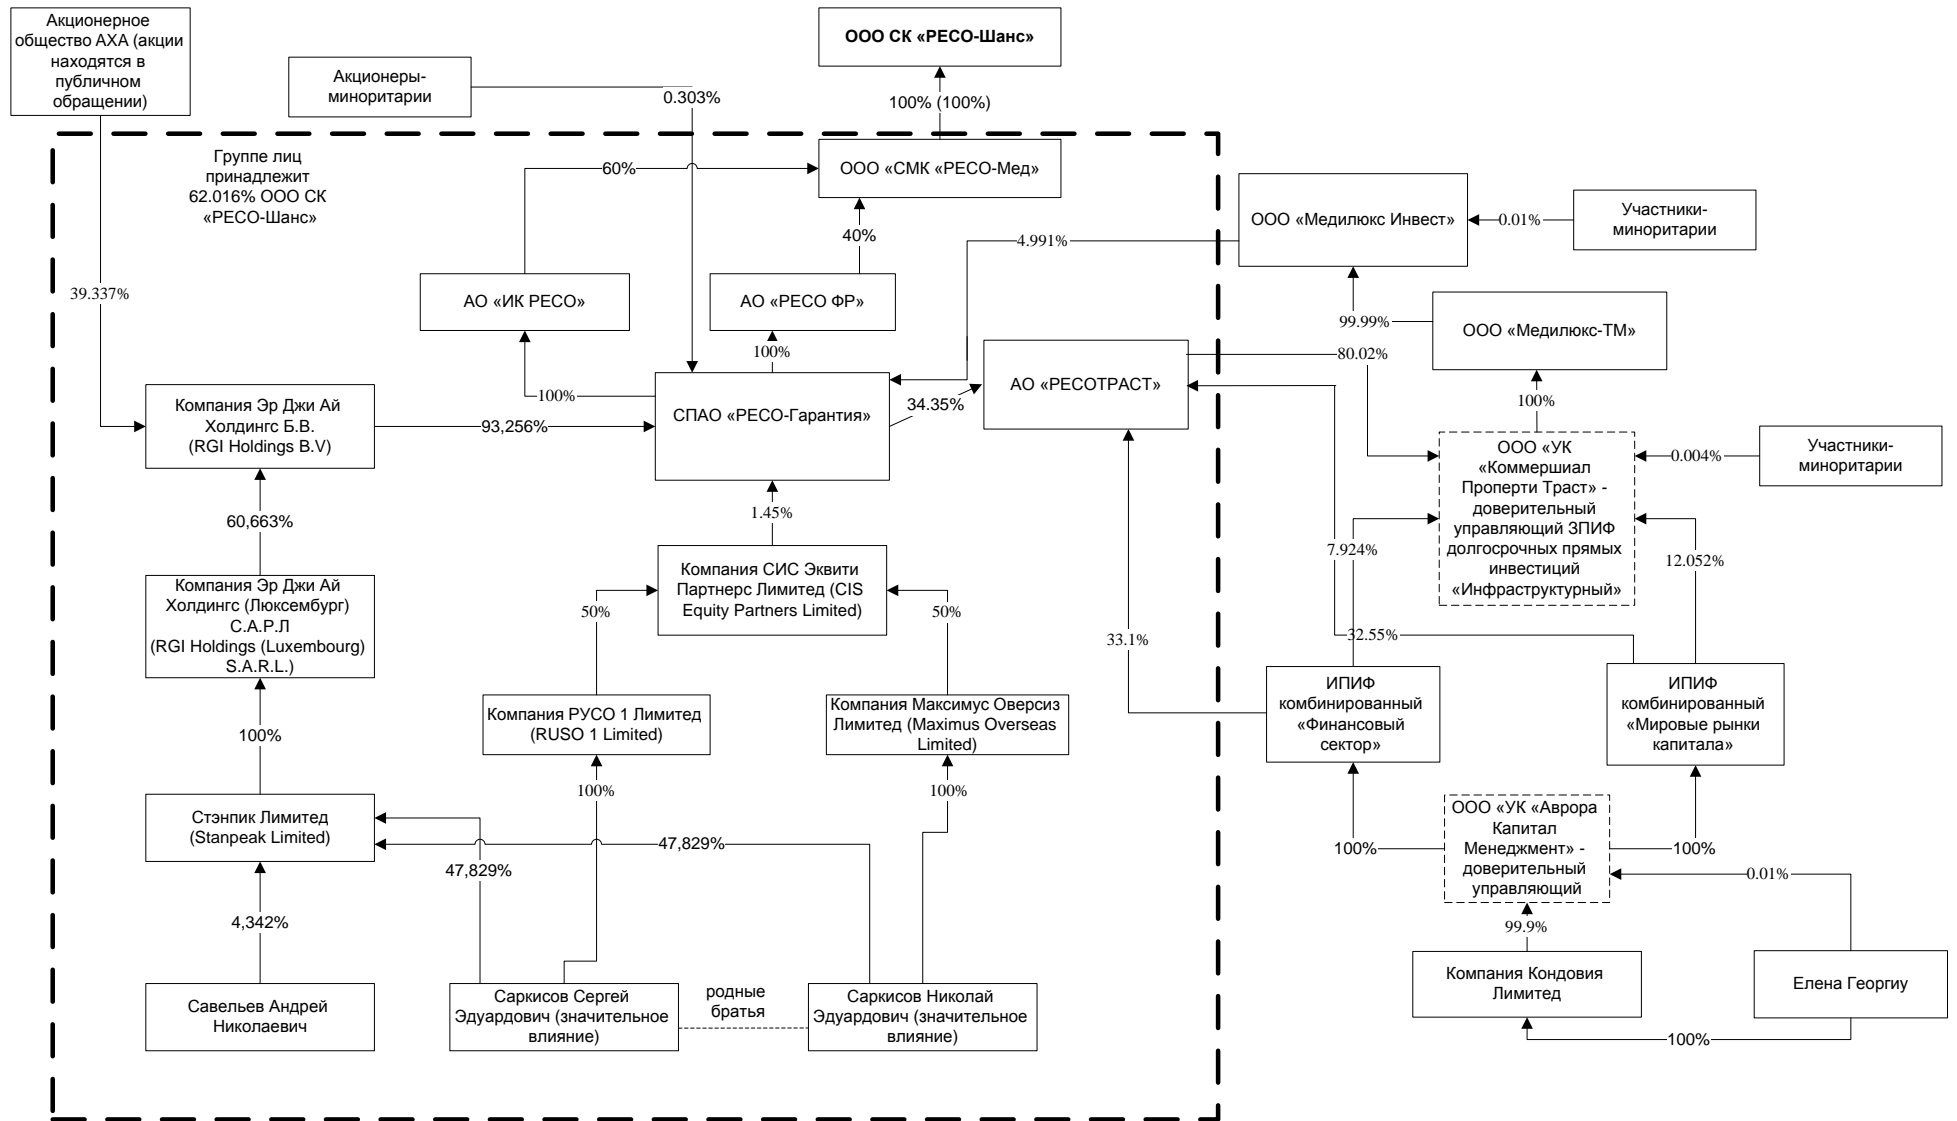 Акционерное
общество АХА (акции
находятся в
публичном
обращении)
Акционеры-
миноритарии
ООО СК «РЕСО-Шанс»
0.303%
100% (100%)
Группе лиц
принадлежит
62.016% ООО СК
«РЕСО-Шанс»
60%
ООО «СМК «РЕСО-Мед»
40%
4.991%
ООО «Медилюкс Инвест»
0.01%
Участники-
миноритарии
39.337%
АО «ИК РЕСО»
АО «РЕСО ФР»
99.99%
ООО «Медилюкс-ТМ»
100%
100%
80.02%
100%
Компания Эр Джи Ай
Холдингс Б.В.
(RGI Holdings B.V)
93,256%
СПАО «РЕСО-Гарантия»
34.35%
АО «РЕСОТРАСТ»
ООО «УК
«Коммершиал
Проперти Траст» -
доверительный
управляющий ЗПИФ
долгосрочных прямых
инвестиций
«Инфраструктурный»
0.004%
Участники-
миноритарии
60,663%
1.45%
7.924%
12.052%
Компания Эр Джи Ай
Холдингс (Люксембург)
С.А.Р.Л
(RGI Holdings (Luxembourg)
S.A.R.L.)
Компания СИС Эквити
Партнерс Лимитед (CIS
Equity Partners Limited)
50%
50%
33.1%
32.55%
100%
Компания РУСО 1 Лимитед
(RUSO 1 Limited)
Компания Максимус Оверсиз
Лимитед (Maximus Overseas
Limited)
ИПИФ
комбинированный
«Финансовый
сектор»
ИПИФ
комбинированный
«Мировые рынки
капитала»
100%
100%
Стэнпик Лимитед
(Stanpeak Limited)
47,829%
47,829%
100%
ООО «УК «Аврора
Капитал
Менеджмент» -
доверительный
управляющий
100%
0.01%
4,342%
99.9%
Савельев Андрей
Николаевич
Саркисов Сергей
Эдуардович (значительное
влияние)
родные
братья
Саркисов Николай
Эдуардович (значительное
влияние)
Компания Кондовия
Лимитед
Елена Георгиу
100%